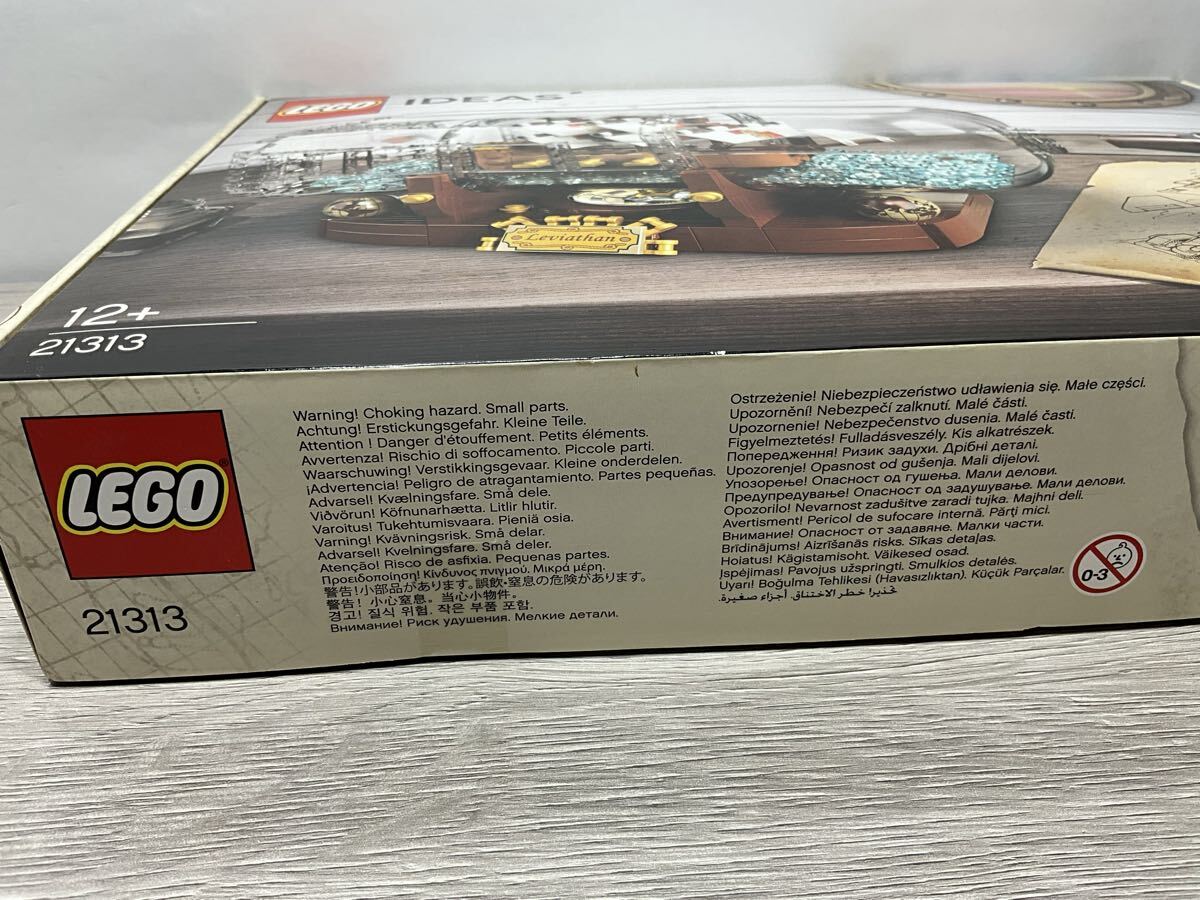 LEGO IDEAS
Leviathan
12+
21313
LEGO®
21313
Warning! Choking hazard. Small parts.
Achtung! Erstickungsgefahr. Kleine Teile.
Attention ! Danger d'étouffement. Petits éléments.
Avvertenza! Rischio di soffocamento. Piccole parti.
Waarschuwing! Verstikkingsgevaar. Kleine onderdelen.
¡Advertencia! Peligro de atragantamiento. Partes pequeñas.
Advarsel! Kvælningsfare. Små dele.
Viðvörun! Köfnunarhætta. Litlir hlutir.
Varoitus! Tukehtumisvaara. Pieniä osia.
Varning! Kvävningsrisk. Små delar.
Advarsel! Kvelningsfare. Små deler.
Atenção! Risco de asfixia. Pequenas partes.
Προειδοποίηση! Κίνδυνος πνιγμού. Μικρά μέρη.
警告!小部品があります。誤飲・窒息の危険があります。
警告！小心窒息。当心小物件。
경고! 질식 위험. 작은 부품 포함.
Внимание! Риск удушения. Мелкие детали.
Ostrzeżenie! Niebezpieczeństwo udławienia się. Małe części.
Upozornění! Nebezpečí zalknutí. Malé části.
Upozornenie! Nebezpečenstvo dusenia. Malé časti.
Figyelmeztetés! Fulladásveszély. Kis alkatrészek.
Попередження! Ризик задухи. Дрібні деталі.
Upozorenje! Opasnost od gušenja. Mali dijelovi.
Упозорење! Опасност од гушења. Мали делови.
Предупредување! Опасност од задушување. Мали делови.
Opozorilo! Nevarnost zadušitve zaradi tujka. Majhni deli.
Avertisment! Pericol de sufocare internă. Părţi mici.
Внимание! Опасност от задавяне. Малки части.
Brīdinājums! Aizrīšanās risks. Sīkas detaļas.
Hoiatus! Kägistamisoht. Väikesed osad.
Įspėjimas! Pavojus užspringti. Smulkios detalės.
Uyarı! Boğulma Tehlikesi (Havasızlıktan). Küçük Parçalar.
تحذير! خطر الاختناق. أجزاء صغيرة.
0-3